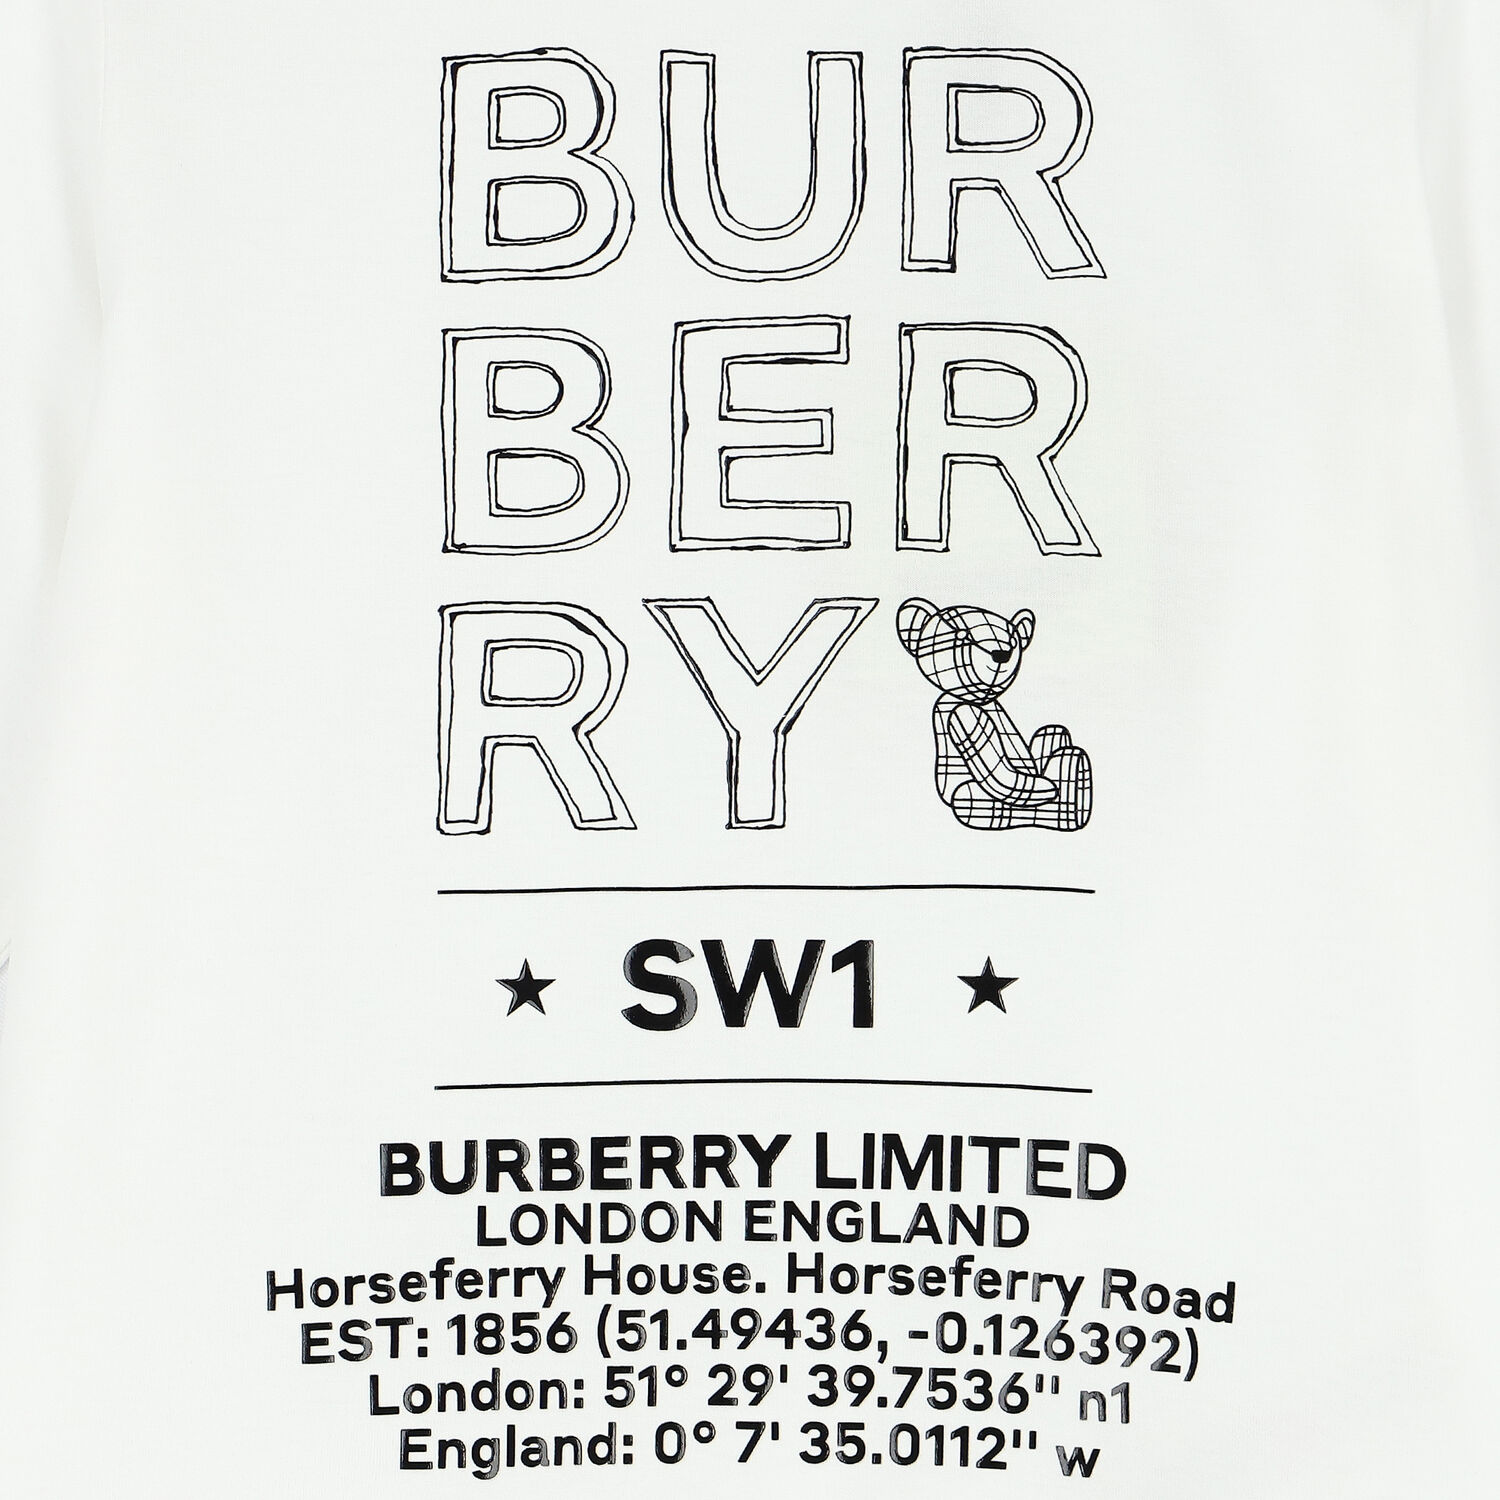 BUR
BER
RY
★ SW1 ★
BURBERRY LIMITED
LONDON ENGLAND
Horseferry House. Horseferry Road
EST: 1856 (51.49436, -0.126392)
London: 51° 29' 39.7536'' n1
England: 0° 7' 35.0112'' w